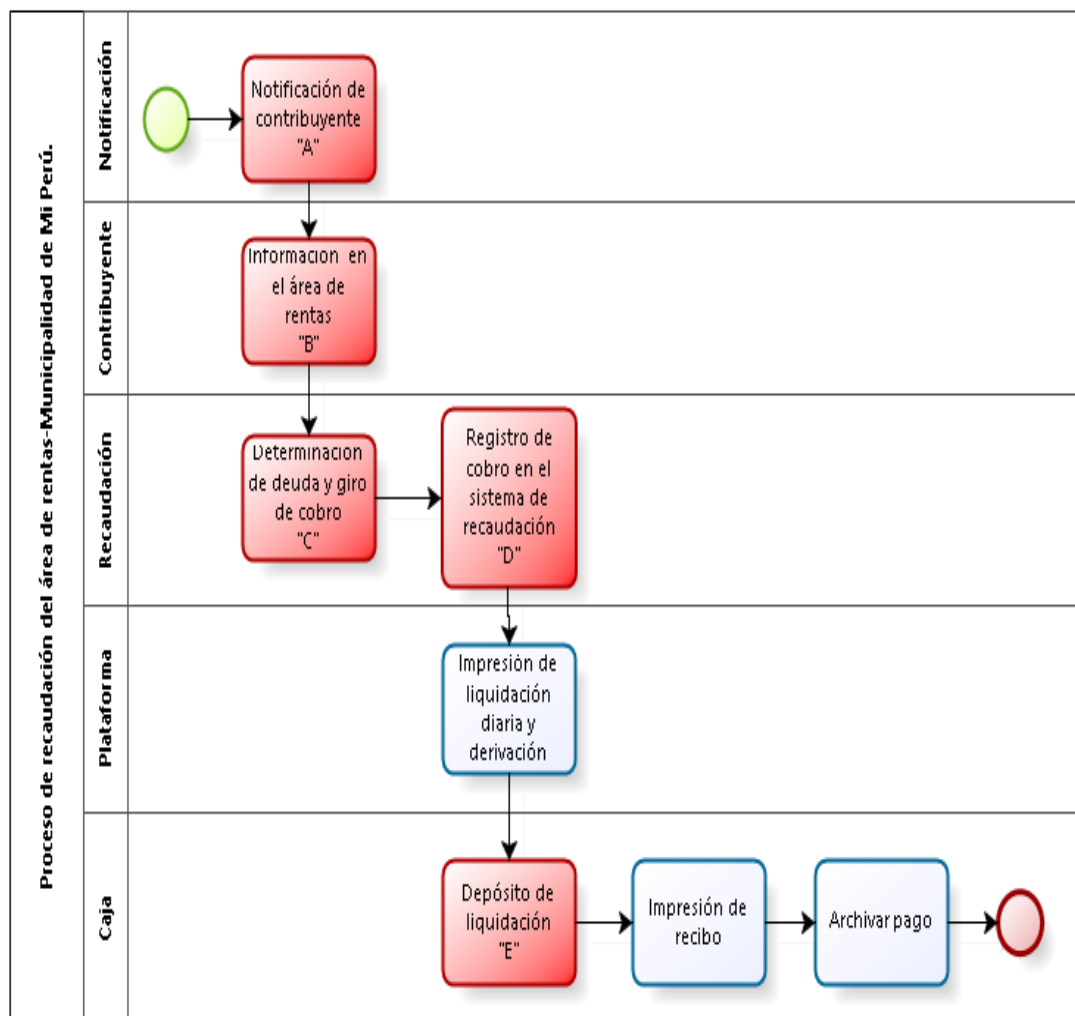 Proceso de recaudación del área de rentas-Municipalidad de Mi Perú.
Notificación
Notificación de
contribuyente
"A"
Contribuyente
Informacion en
el área de
rentas
"B"
Recaudación
Determinacion
de deuda y giro
de cobro
"C"
Registro de
cobro en el
sistema de
recaudación
"D"
Plataforma
Impresión de
liquidación
diaria y
derivación
Caja
Depósito de
liquidación
"E"
Impresión de
recibo
Archivar pago